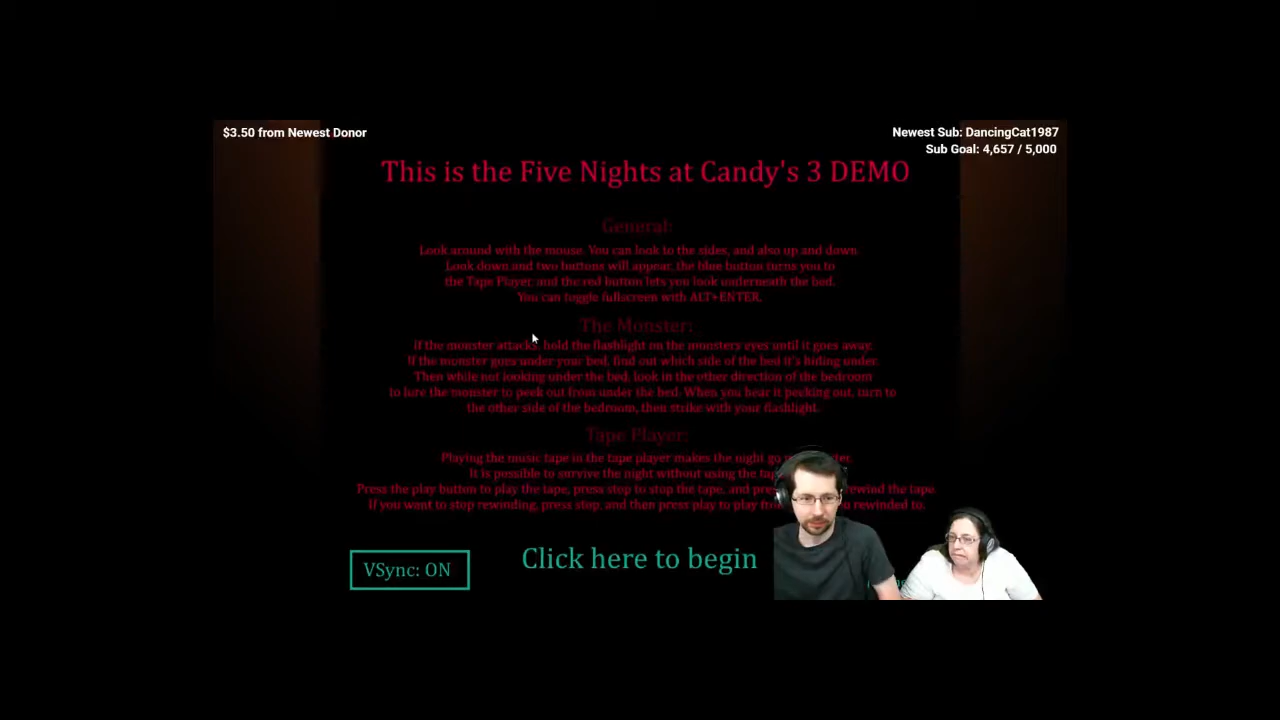 $3.50 from Newest Donor
Newest Sub: DancingCat1987
Sub Goal: 4,657 / 5,000
This is the Five Nights at Candy's 3 DEMO
General:
Look around with the mouse. You can look to the sides, and also up and down.
Look down and two buttons will appear, the blue button turns you to
the Tape Player, and the red button lets you look underneath the bed.
You can toggle fullscreen with ALT+ENTER.
The Monster:
If the monster attacks, hold the flashlight on the monsters eyes until it goes away.
If the monster goes under your bed, find out which side of the bed it's hiding under.
Then while not looking under the bed, look in the other direction of the bedroom
to lure the monster to peek out from under the bed. When you hear it peeking out, turn to
the other side of the bedroom, then strike with your flashlight.
Tape Player:
Playing the music tape in the tape player makes the night go
It is possible to survive the night without using the
Press the play button to play the tape, press stop to stop the tape, and rewind the tape.
If you want to stop rewinding, press stop, and then press play to play rewinded to.
VSync: ON
Click here to begin